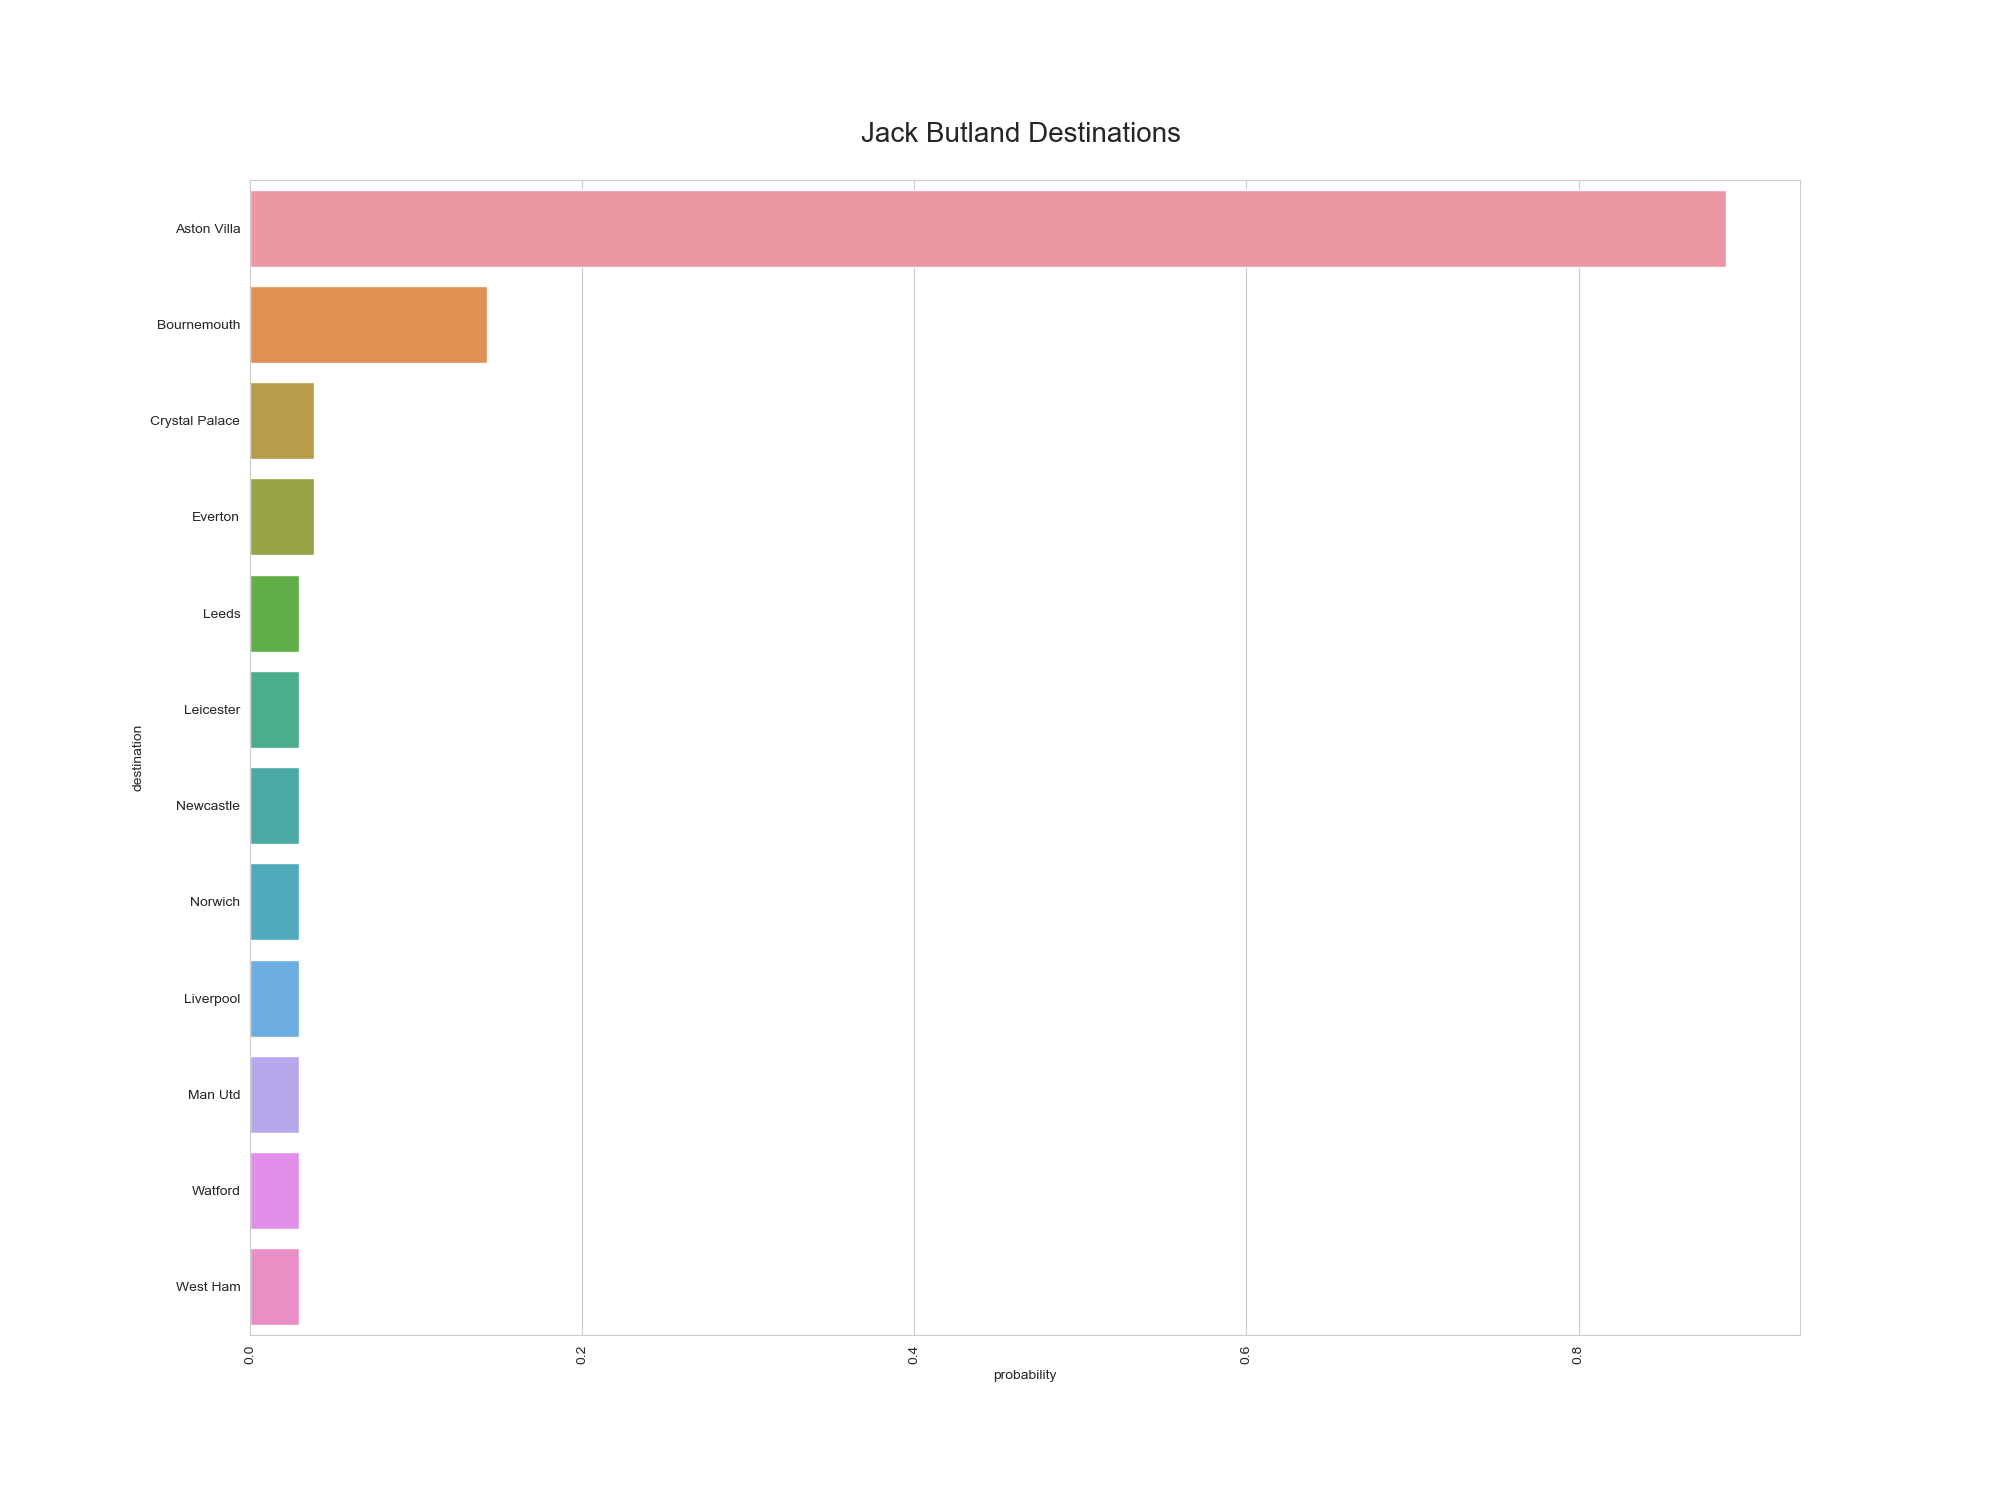 Jack Butland Destinations
Aston Villa
Bournemouth
Crystal Palace
Everton
Leeds
Leicester
Newcastle
Norwich
Liverpool
Man Utd
Watford
West Ham
destination
0.0
0.2
0.4
0.6
0.8
probability